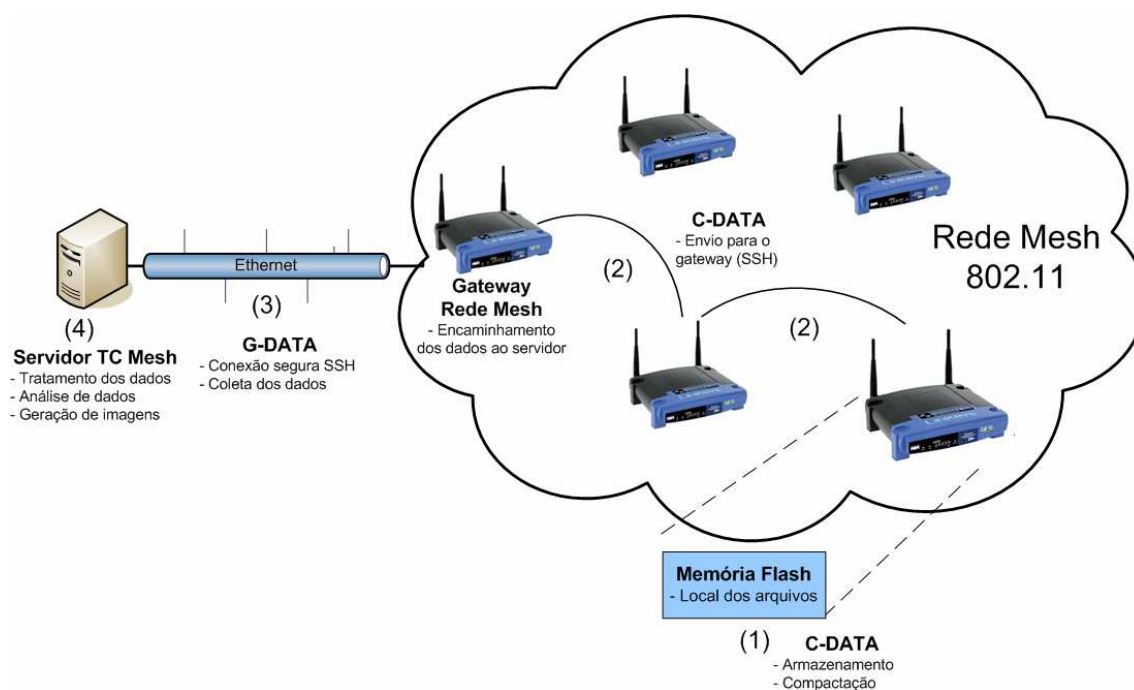 C-DATA
- Envio para o
gateway (SSH)
Rede Mesh
802.11
Ethernet
(2)
(3)
Gateway
Rede Mesh
- Encaminhamento
dos dados ao servidor
(2)
(4)
Servidor TC Mesh
- Tratamento dos dados
- Análise de dados
- Geração de imagens
G-DATA
- Conexão segura SSH
- Coleta dos dados
Memória Flash
- Local dos arquivos
(1)
C-DATA
- Armazenamento
- Compactação